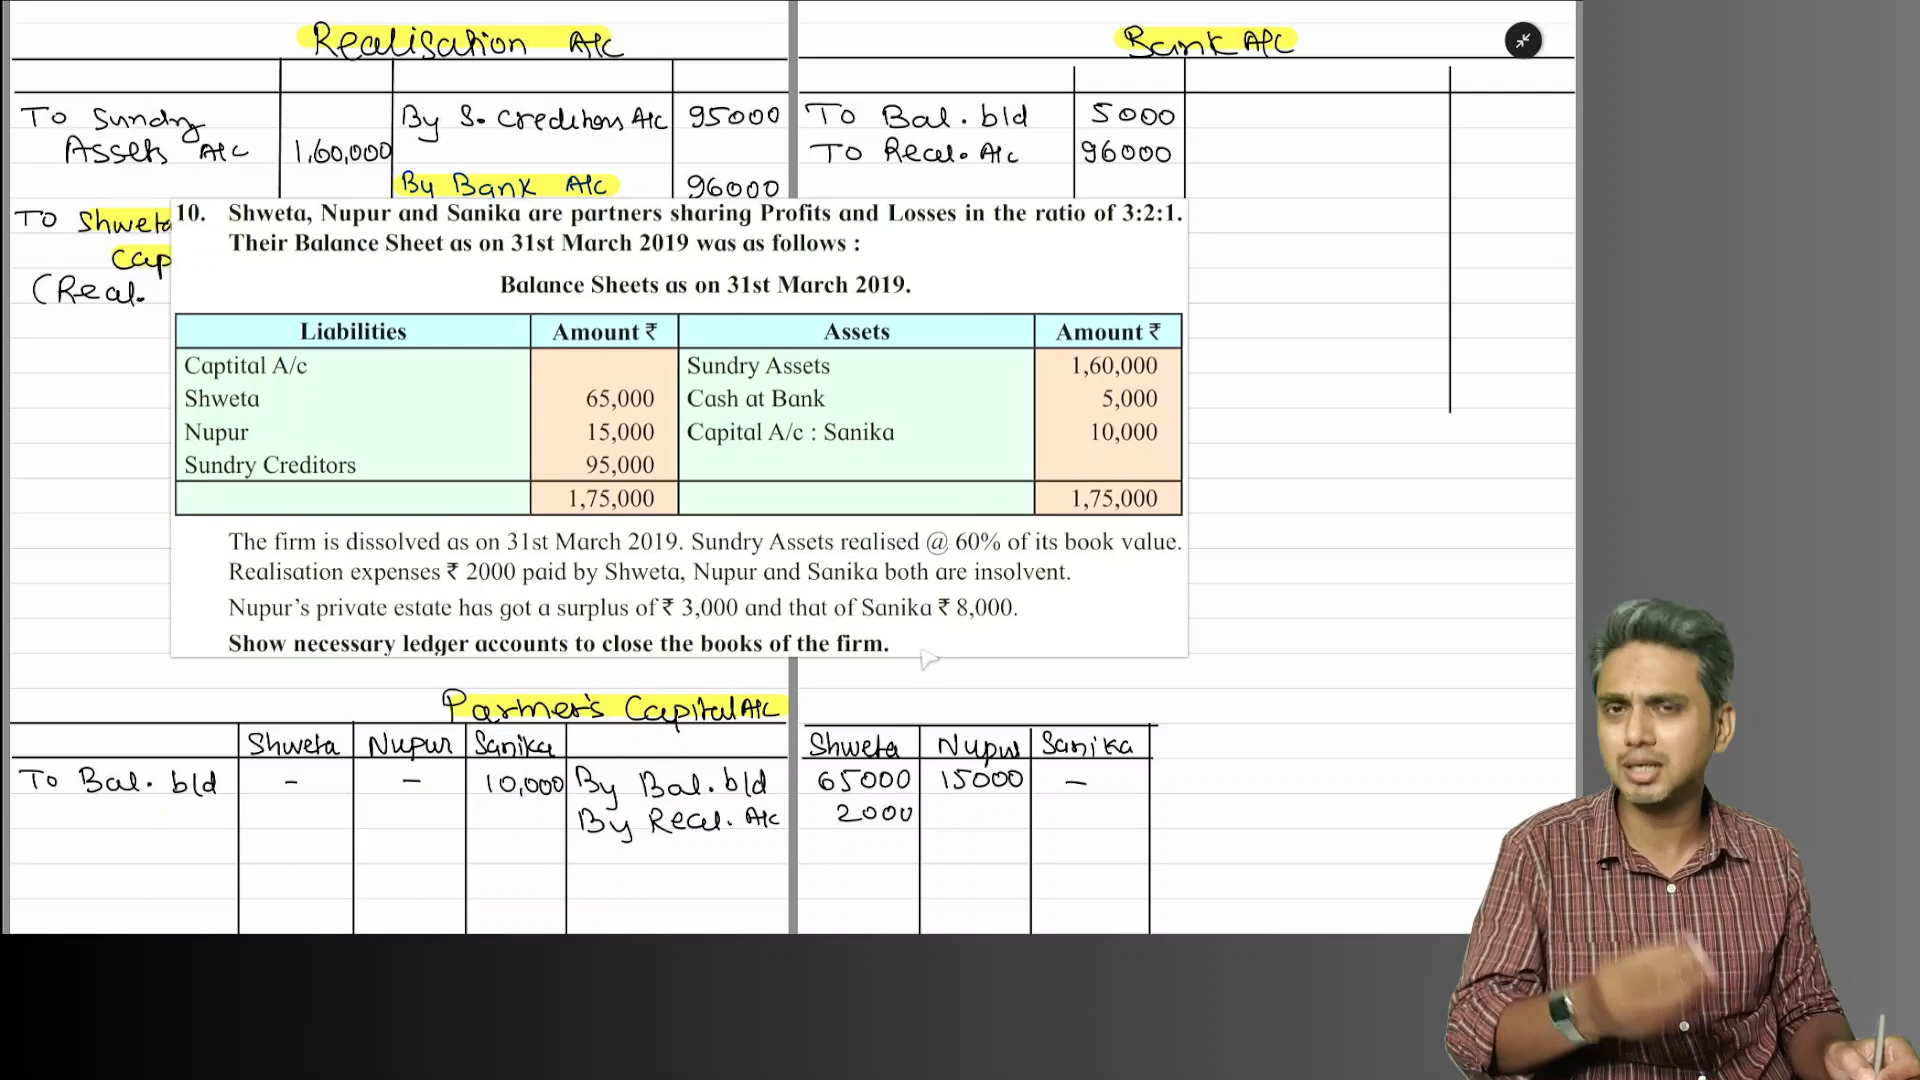 Realisation A/c
To Sundry Assets A/c 1,60,000
By S. Creditors A/c 95000
By Bank A/c 96000
To Shweta
Cap
(Real.
Bank A/c
To Bal. b/d 5000
To Real. A/c 96000
10. Shweta, Nupur and Sanika are partners sharing Profits and Losses in the ratio of 3:2:1.
Their Balance Sheet as on 31st March 2019 was as follows :
Balance Sheets as on 31st March 2019.
Liabilities Amount ₹ Assets Amount ₹
Captital A/c Sundry Assets 1,60,000
Shweta 65,000 Cash at Bank 5,000
Nupur 15,000 Capital A/c : Sanika 10,000
Sundry Creditors 95,000
1,75,000 1,75,000
The firm is dissolved as on 31st March 2019. Sundry Assets realised @ 60% of its book value.
Realisation expenses ₹ 2000 paid by Shweta, Nupur and Sanika both are insolvent.
Nupur’s private estate has got a surplus of ₹ 3,000 and that of Sanika ₹ 8,000.
Show necessary ledger accounts to close the books of the firm.
Partner's Capital A/c
Shweta Nupur Sanika Shweta Nupur Sanika
To Bal. b/d - - 10,000 By Bal. b/d 65000 15000 -
By Real. A/c 2000